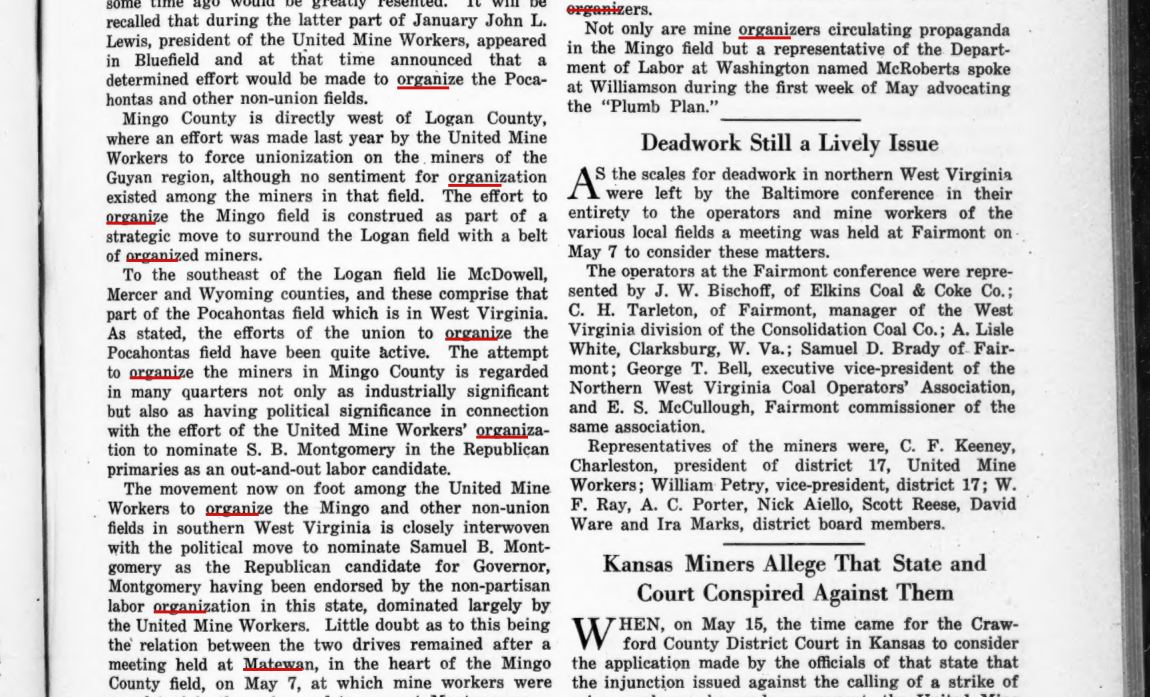 some time ago would be greatly resented. It will be
recalled that during the latter part of January John L.
Lewis, president of the United Mine Workers, appeared
in Bluefield and at that time announced that a
determined effort would be made to organize the Poca-
hontas and other non-union fields.
Mingo County is directly west of Logan County,
where an effort was made last year by the United Mine
Workers to force unionization on the miners of the
Guyan region, although no sentiment for organization
existed among the miners in that field. The effort to
organize the Mingo field is construed as part of a
strategic move to surround the Logan field with a belt
of organized miners.
To the southeast of the Logan field lie McDowell,
Mercer and Wyoming counties, and these comprise that
part of the Pocahontas field which is in West Virginia.
As stated, the efforts of the union to organize the
Pocahontas field have been quite active. The attempt
to organize the miners in Mingo County is regarded
in many quarters not only as industrially significant
but also as having political significance in connection
with the effort of the United Mine Workers' organiza-
tion to nominate S. B. Montgomery in the Republican
primaries as an out-and-out labor candidate.
The movement now on foot among the United Mine
Workers to organize the Mingo and other non-union
fields in southern West Virginia is closely interwoven
with the political move to nominate Samuel B. Mont-
gomery as the Republican candidate for Governor,
Montgomery having been endorsed by the non-partisan
labor organization in this state, dominated largely by
the United Mine Workers. Little doubt as to this being
the relation between the two drives remained after a
meeting held at Matewan, in the heart of the Mingo
County field, on May 7, at which mine workers were
organizers.
Not only are mine organizers circulating propaganda
in the Mingo field but a representative of the Depart-
ment of Labor at Washington named McRoberts spoke
at Williamson during the first week of May advocating
the "Plumb Plan."
Deadwork Still a Lively Issue
AS the scales for deadwork in northern West Virginia
were left by the Baltimore conference in their
entirety to the operators and mine workers of the
various local fields a meeting was held at Fairmont on
May 7 to consider these matters.
The operators at the Fairmont conference were repre-
sented by J. W. Bischoff, of Elkins Coal & Coke Co.;
C. H. Tarleton, of Fairmont, manager of the West
Virginia division of the Consolidation Coal Co.; A. Lisle
White, Clarksburg, W. Va.; Samuel D. Brady of Fair-
mont; George T. Bell, executive vice-president of the
Northern West Virginia Coal Operators' Association,
and E. S. McCullough, Fairmont commissioner of the
same association.
Representatives of the miners were, C. F. Keeney,
Charleston, president of district 17, United Mine
Workers; William Petry, vice-president, district 17; W.
F. Ray, A. C. Porter, Nick Aiello, Scott Reese, David
Ware and Ira Marks, district board members.
Kansas Miners Allege That State and
Court Conspired Against Them
WHEN, on May 15, the time came for the Craw-
ford County District Court in Kansas to consider
the application made by the officials of that state that
the injunction issued against the calling of a strike of